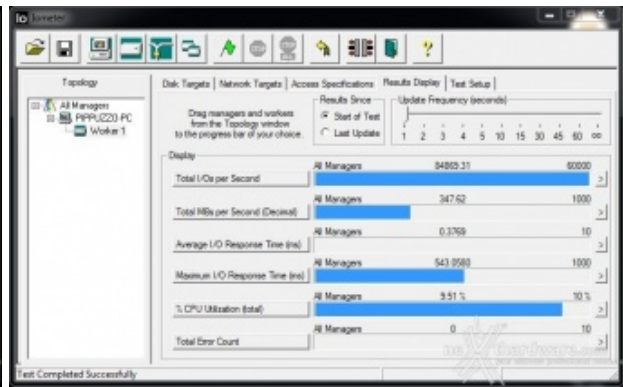 Iometer
Topology
All Managers
PIPPUZZO-PC
Worker 1
Disk Targets | Network Targets | Access Specifications | Results Display | Test Setup
Drag managers and workers
from the Topology window
to the progress bar of your choice.
Results Since
Start of Test
Last Update
Update Frequency (seconds)
1 2 3 4 5 10 15 30 45 60 ∞
Display
All Managers 84869.31 60000
Total I/Os per Second
All Managers 347.62 1000
Total MBs per Second (Decimal)
All Managers 0.3769 10
Average I/O Response Time (ms)
All Managers 543.0580 1000
Maximum I/O Response Time (ms)
All Managers 9.51 % 10 %
% CPU Utilization (total)
All Managers 0 10
Total Error Count
Test Completed Successfully